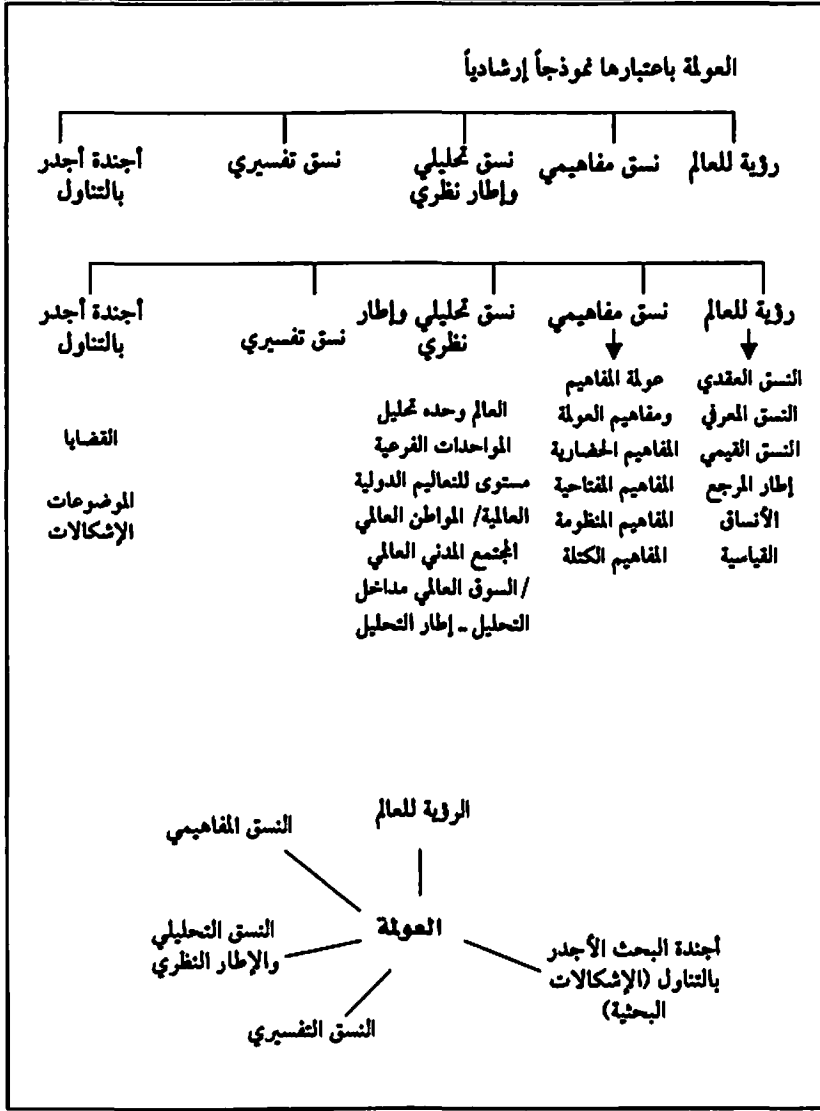 العولمة باعتبارها نموذجاً إرشادياً
رؤية للعالم
نسق مفاهيمي
نسق تحليلي
وإطار نظري
نسق تفسيري
أجندة أجدر
بالتناول
رؤية للعالم
نسق مفاهيمي
نسق تحليلي وإطار
نظري
نسق تفسيري
أجندة أجدر
بالتناول
النسق العقدي
النسق المعرفي
النسق القيمي
إطار المرجع
الأنساق
القياسية
عولمة المفاهيم
ومفاهيم العولمة
المفاهيم الحضارية
المفاهيم المفتاحية
المفاهيم المنظومة
المفاهيم الكتلة
العالم وحده تحليل
المواحدات الفرعية
مستوى للتعاليم الدولية
العالمية/ المواطن العالمي
المجتمع المدني العالمي
/السوق العالمي مداخل
التحليل ـ إطار التحليل
القضايا
الموضوعات
الإشكالات
الرؤية للعالم
النسق المفاهيمي
العولمة
النسق التحليلي
والإطار النظري
أجندة البحث الأجدر
بالتناول (الإشكالات
البحثية)
النسق التفسيري